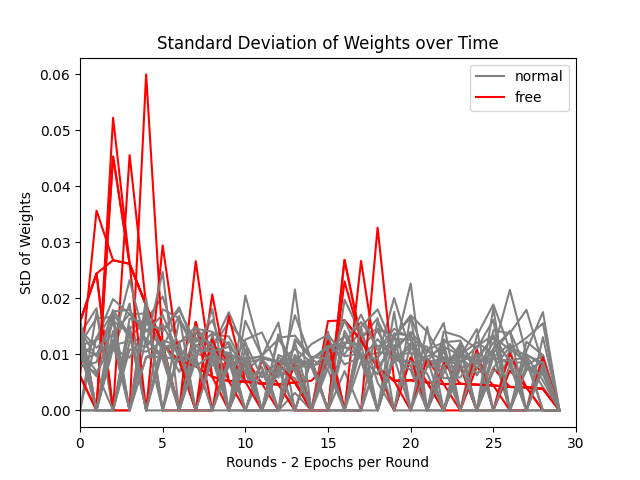 Standard Deviation of Weights over Time
normal
free
StD of Weights
0.06
0.05
0.04
0.03
0.02
0.01
0.00
0 5 10 15 20 25 30
Rounds - 2 Epochs per Round